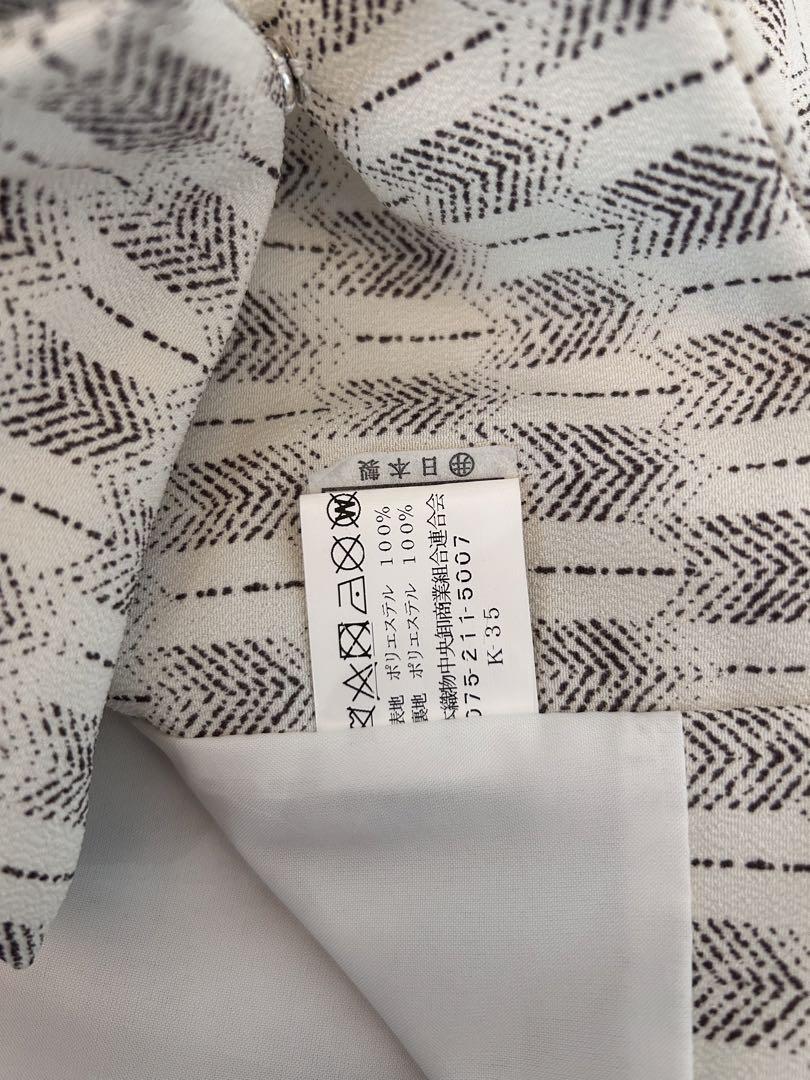 ㊞ 日本製
表地 ポリエステル 100%
裏地 ポリエステル 100%
織物中央卸商業組合連合会
075-211-5007
K35